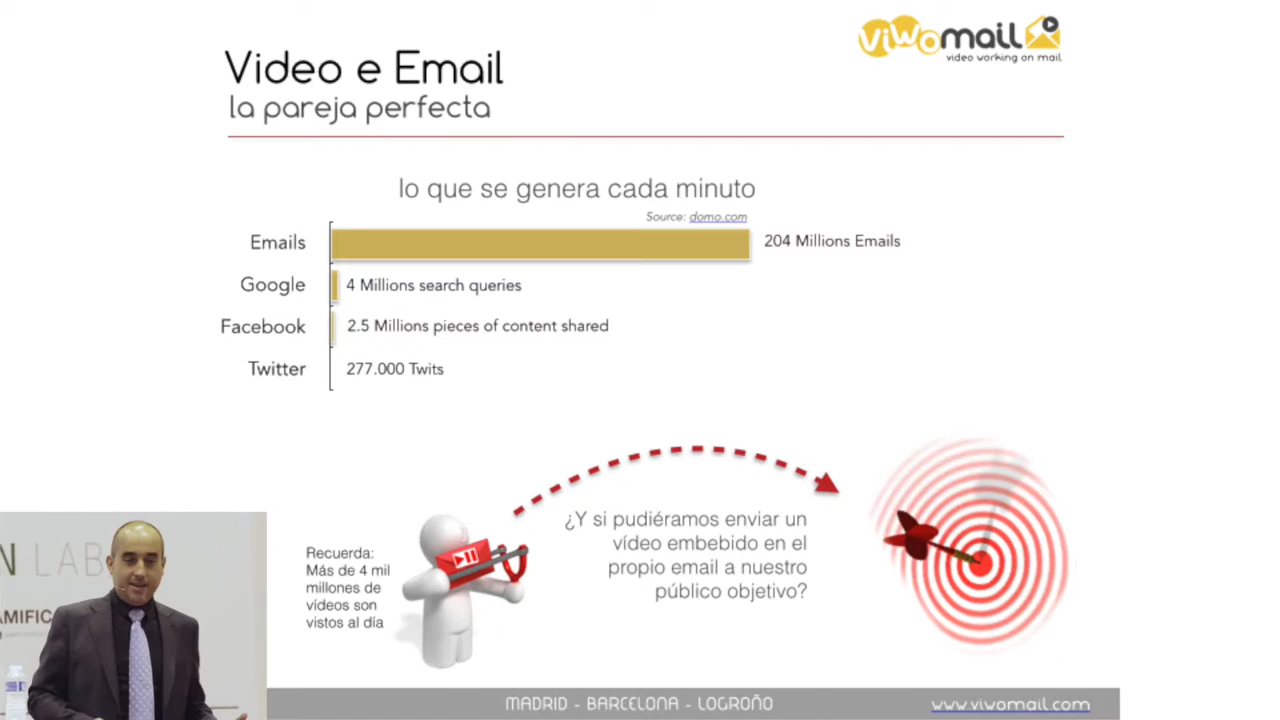 viwomail
video working on mail
Video e Email
la pareja perfecta
lo que se genera cada minuto
Source: domo.com
Emails 204 Millions Emails
Google 4 Millions search queries
Facebook 2.5 Millions pieces of content shared
Twitter 277.000 Twits
Recuerda:
Más de 4 mil
millones de
vídeos son
vistos al día
¿Y si pudiéramos enviar un
vídeo embebido en el
propio email a nuestro
público objetivo?
N LAB
AMIFIC
MADRID - BARCELONA - LOGROÑO
www.viwomail.com